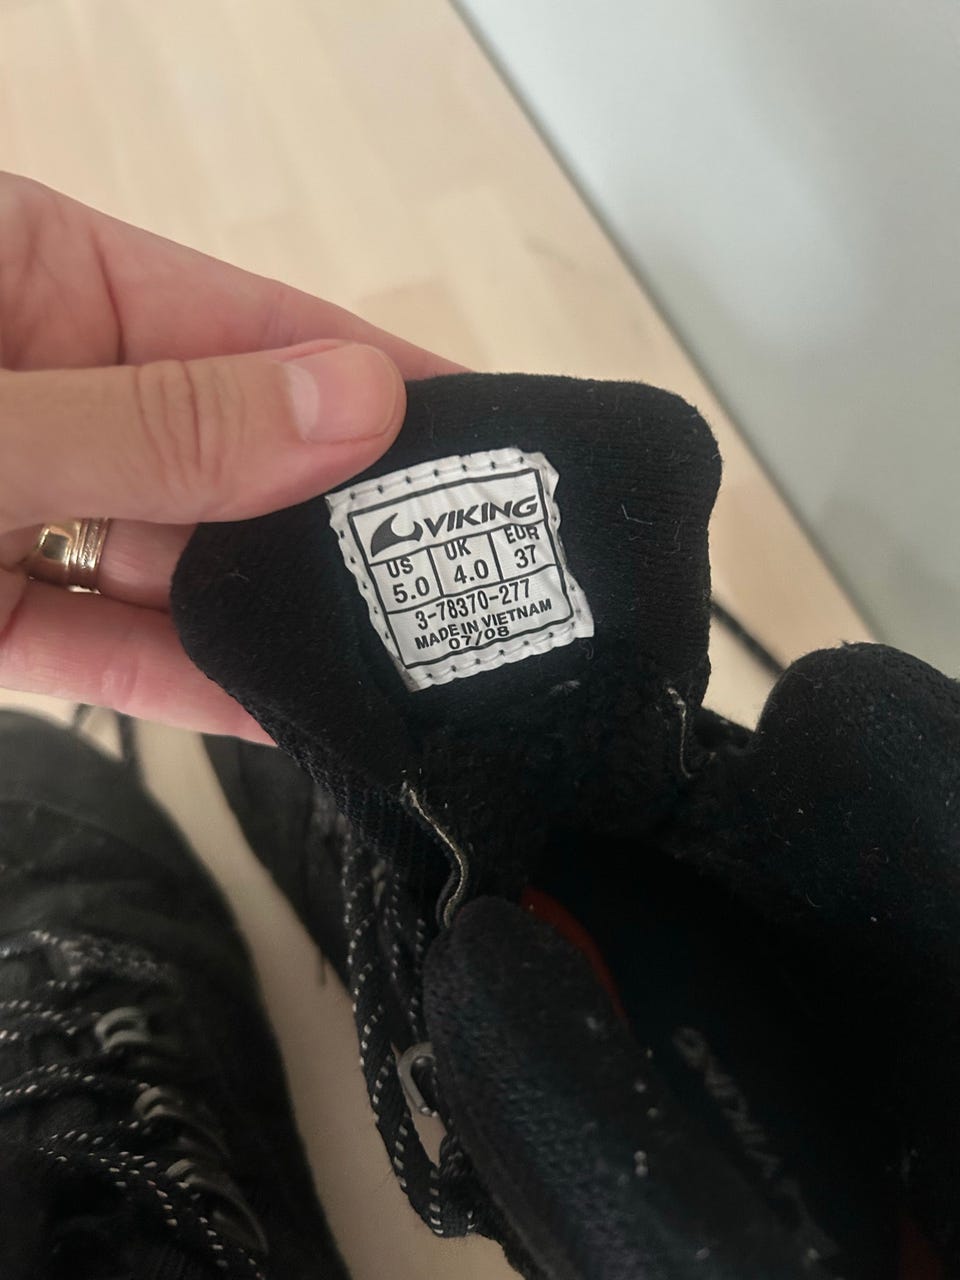 VIKING
US UK EUR
5.0 4.0 37
3-78370-277
MADE IN VIETNAM
07/08